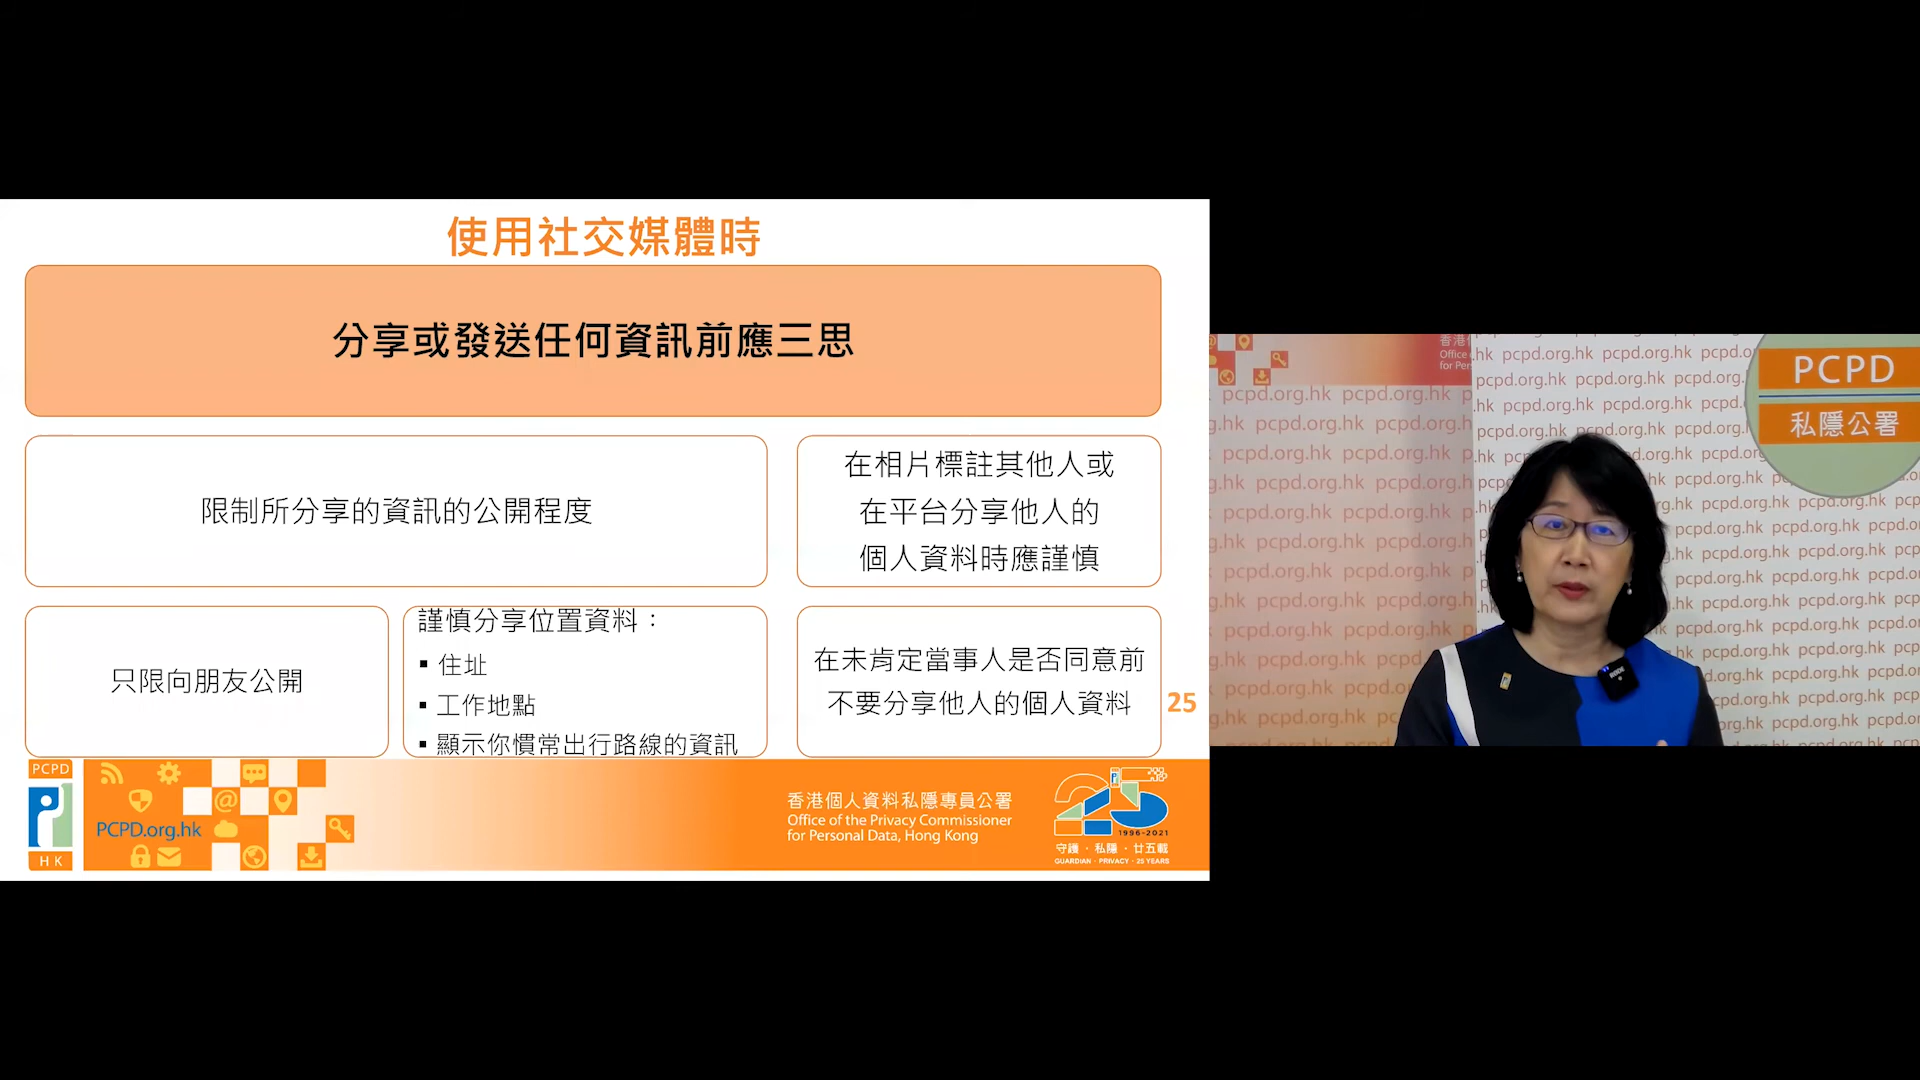 使用社交媒體時
分享或發送任何資訊前應三思
限制所分享的資訊的公開程度
在相片標註其他人或
在平台分享他人的
個人資料時應謹慎
只限向朋友公開
謹慎分享位置資料：
▪ 住址
▪ 工作地點
▪ 顯示你慣常出行路線的資訊
在未肯定當事人是否同意前
不要分享他人的個人資料
25
PCPD
HK
PCPD.org.hk
香港個人資料私隱專員公署
Office of the Privacy Commissioner
for Personal Data, Hong Kong
1996-2021
守護・私隱・廿五載
GUARDIAN · PRIVACY · 25 YEARS
PCPD
私隱公署
pcpd.org.hk pcpd.org.hk